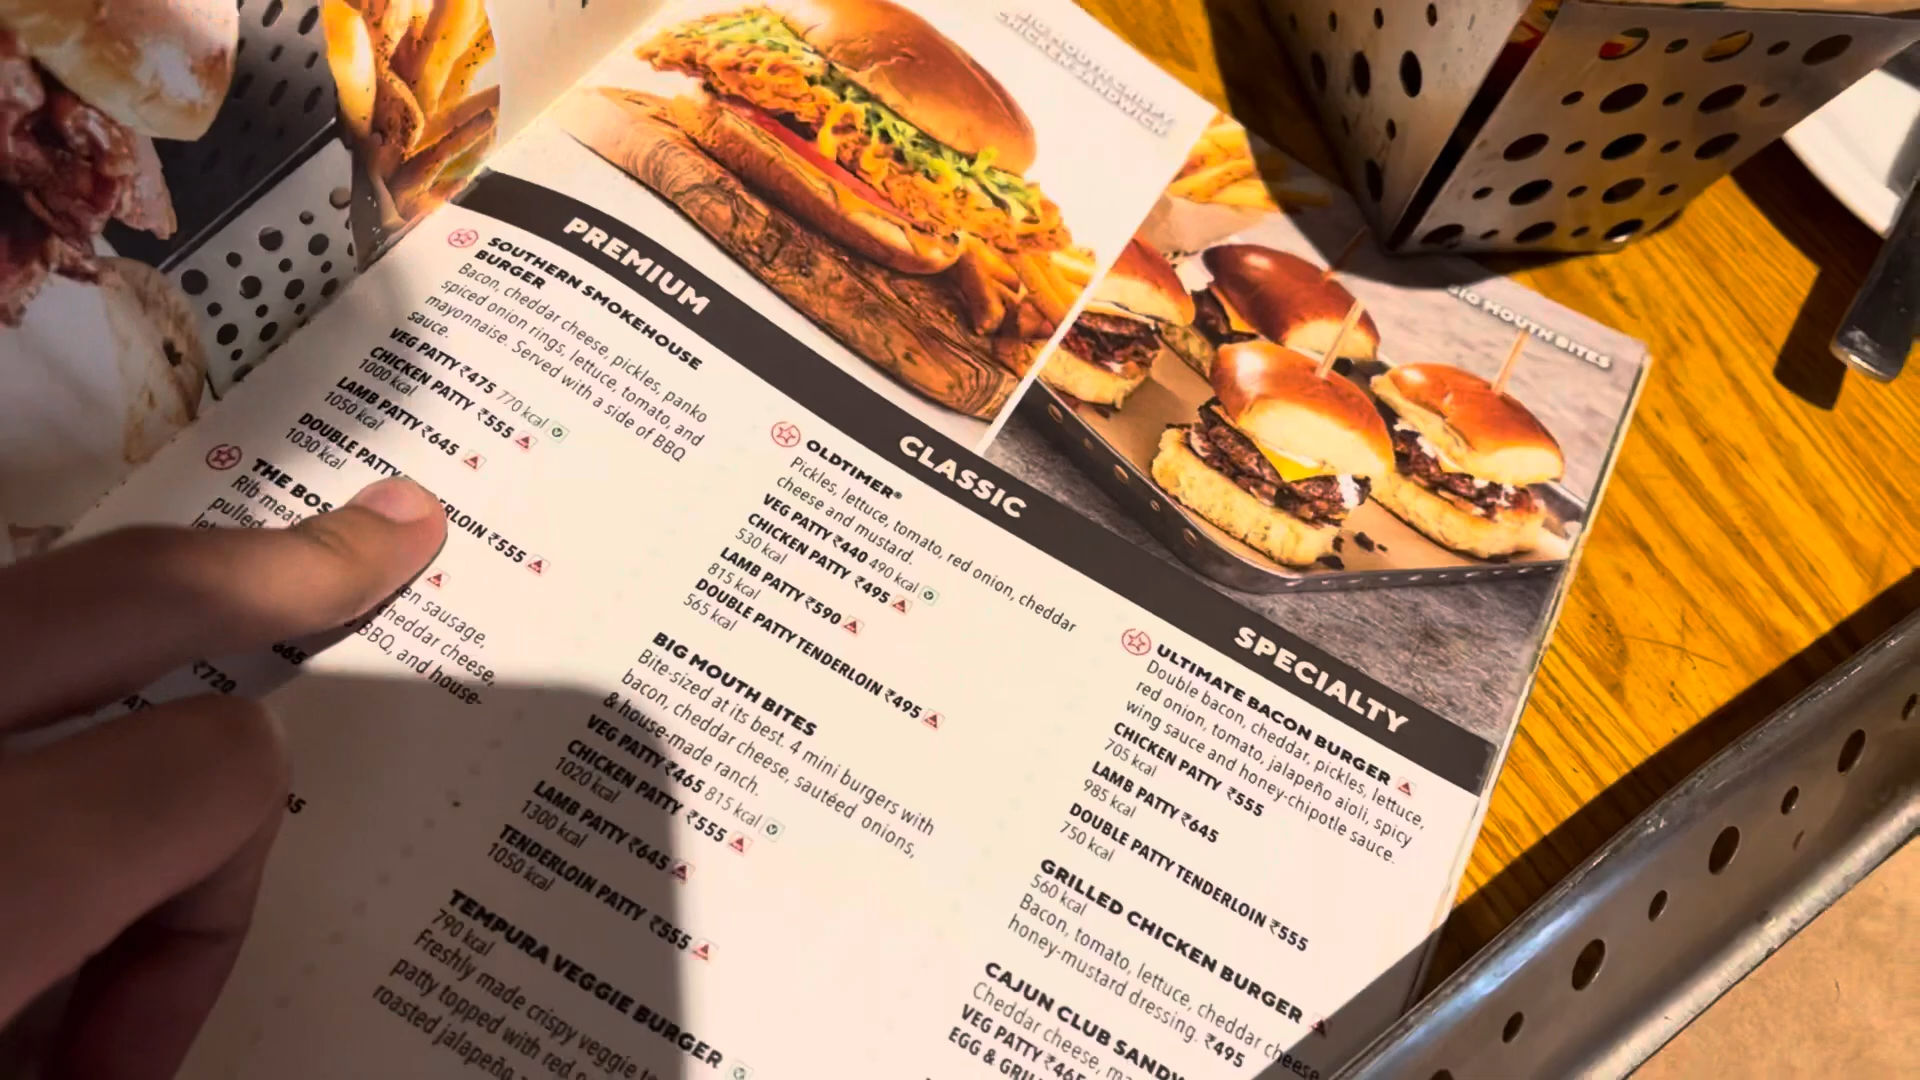 BIG MOUTH CRISPY
CHICKEN SANDWICH
BIG MOUTH BITES
PREMIUM
SOUTHERN SMOKEHOUSE
BURGER
Bacon, cheddar cheese, pickles, panko
spiced onion rings, lettuce, tomato, and
mayonnaise. Served with a side of BBQ
sauce.
VEG PATTY ₹475 770 kcal
CHICKEN PATTY ₹555
1000 kcal
LAMB PATTY ₹645
1050 kcal
DOUBLE PATTY ₹555
1030 kcal
THE
Rib
pulled
sausage,
cheddar cheese,
BBQ, and house-
₹720
CLASSIC
OLDTIMER®
Pickles, lettuce, tomato, red onion, cheddar
cheese and mustard.
VEG PATTY ₹440 490 kcal
CHICKEN PATTY ₹495
530 kcal
LAMB PATTY ₹590
815 kcal
DOUBLE PATTY TENDERLOIN ₹495
565 kcal
BIG MOUTH BITES
Bite-sized at its best. 4 mini burgers with
bacon, cheddar cheese, sautéed onions,
& house-made ranch.
VEG PATTY ₹465 815 kcal
CHICKEN PATTY ₹555
1020 kcal
LAMB PATTY ₹645
1300 kcal
TENDERLOIN PATTY ₹555
1050 kcal
TEMPURA VEGGIE BURGER
790 kcal
Freshly made crispy veggie
patty topped with red
roasted jalapeño
SPECIALTY
ULTIMATE BACON BURGER
Double bacon, cheddar, pickles, lettuce,
red onion, tomato, jalapeño aioli, spicy
wing sauce and honey-chipotle sauce.
CHICKEN PATTY ₹555
705 kcal
LAMB PATTY ₹645
985 kcal
DOUBLE PATTY TENDERLOIN ₹555
750 kcal
GRILLED CHICKEN BURGER
560 kcal
Bacon, tomato, lettuce, cheddar cheese
honey-mustard dressing. ₹495
CAJUN CLUB
Cheddar cheese,
VEG PATTY ₹465
EGG &